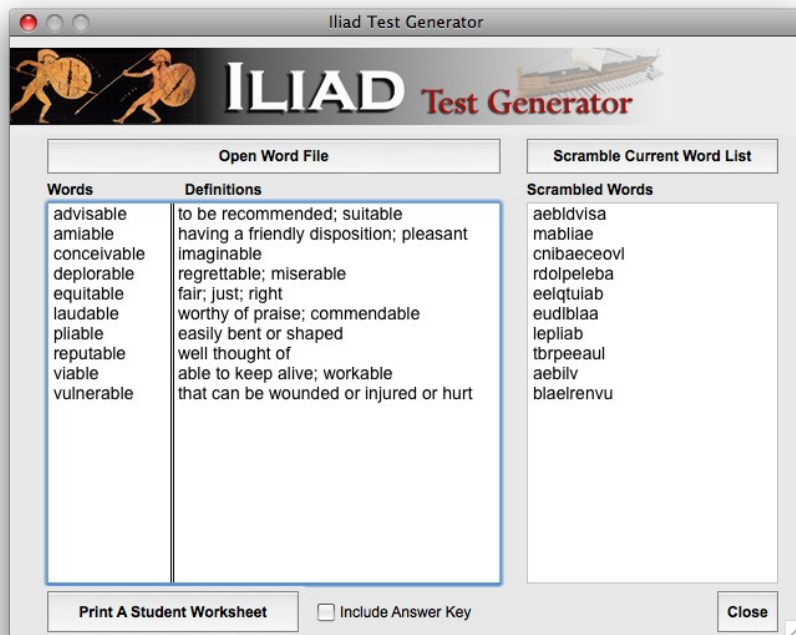 Iliad Test Generator
ILIAD Test Generator
Open Word File
Scramble Current Word List
Words Definitions
Scrambled Words
advisable to be recommended; suitable
aebldvisa
amiable having a friendly disposition; pleasant
mabliae
conceivable imaginable
cnibaeceovl
deplorable regrettable; miserable
rdolpeleba
equitable fair; just; right
eelqtuiab
laudable worthy of praise; commendable
eudlblaa
pliable easily bent or shaped
lepliab
reputable well thought of
tbrpeeaul
viable able to keep alive; workable
aebilv
vulnerable that can be wounded or injured or hurt
blaelrenvu
Print A Student Worksheet
Include Answer Key
Close